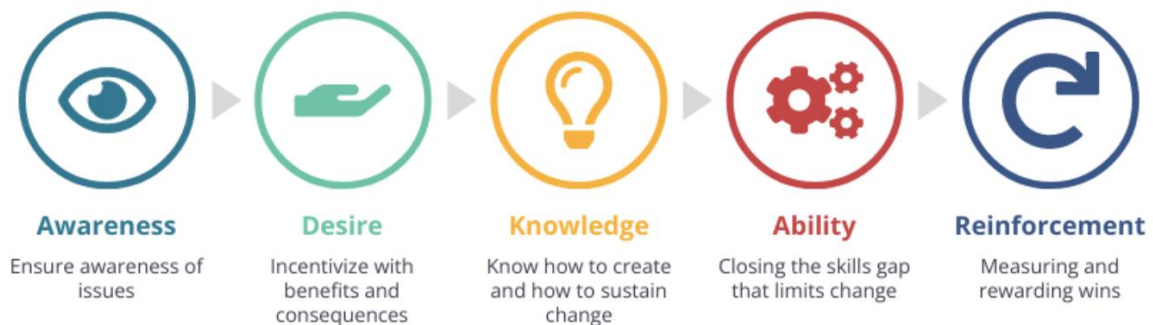 Awareness
Ensure awareness of
issues
Desire
Incentivize with
benefits and
consequences
Knowledge
Know how to create
and how to sustain
change
Ability
Closing the skills gap
that limits change
Reinforcement
Measuring and
rewarding wins